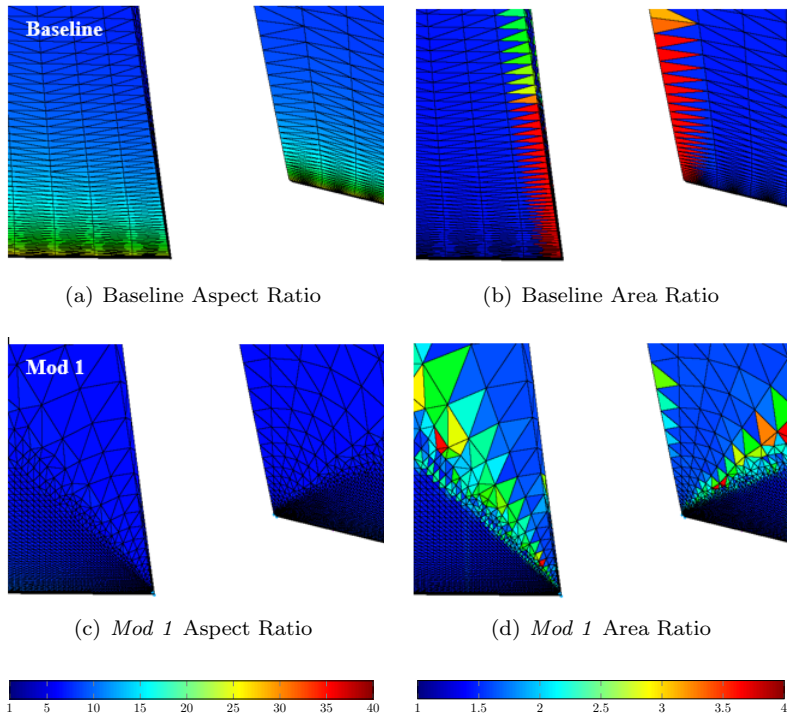 Baseline
(a) Baseline Aspect Ratio
(b) Baseline Area Ratio
Mod 1
(c) Mod 1 Aspect Ratio
(d) Mod 1 Area Ratio
1 5 10 15 20 25 30 35 40
1 1.5 2 2.5 3 3.5 4